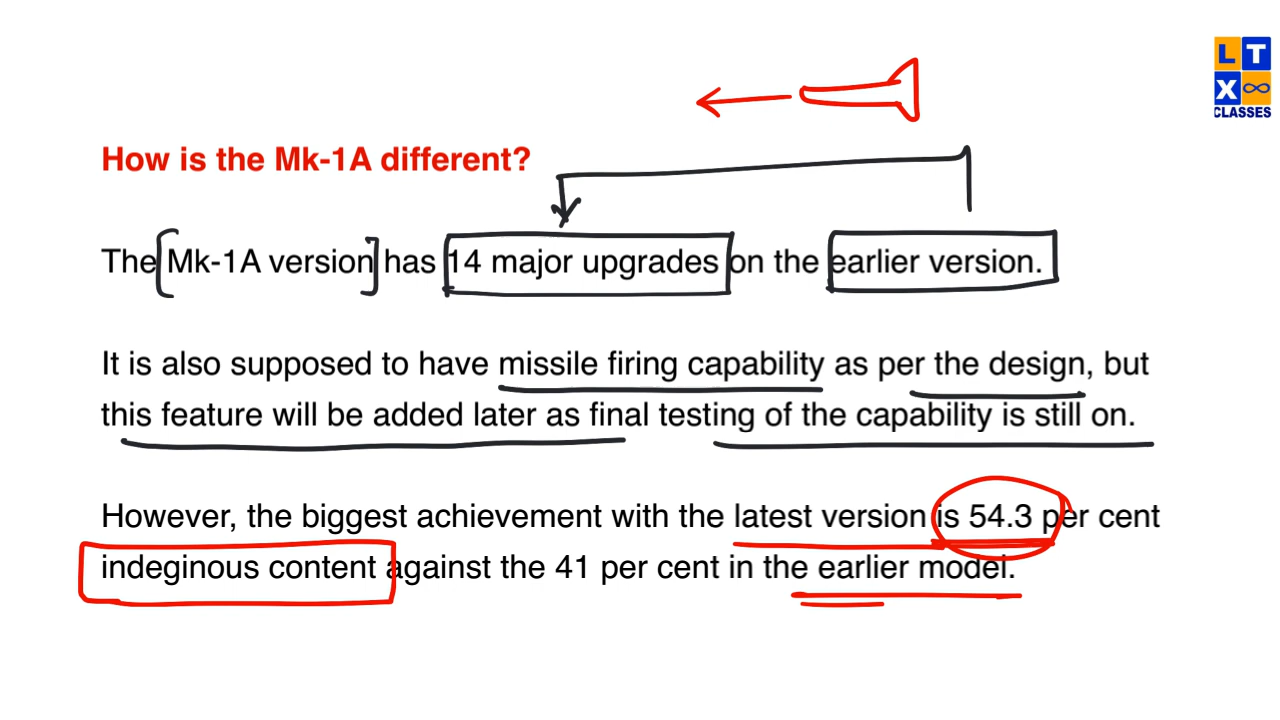 LT
X∞
CLASSES
How is the Mk-1A different?
The Mk-1A version has 14 major upgrades on the earlier version.
It is also supposed to have missile firing capability as per the design, but
this feature will be added later as final testing of the capability is still on.
However, the biggest achievement with the latest version is 54.3 per cent
indeginous content against the 41 per cent in the earlier model.